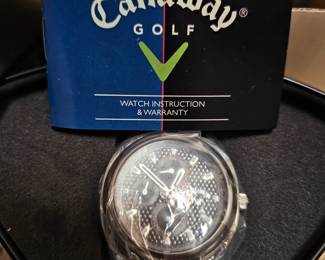 Callaway®
GOLF
WATCH INSTRUCTION
& WARRANTY